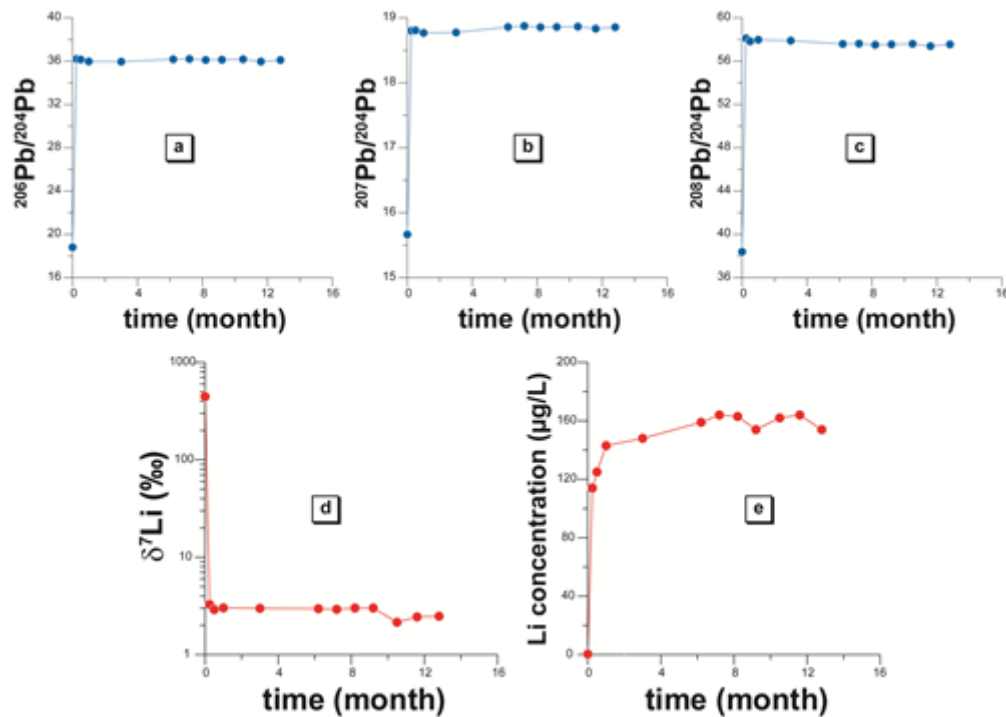 40
36
32
28
24
20
16
²⁰⁶Pb/²⁰⁴Pb
a
0 4 8 12 16
time (month)
19
18
17
16
15
²⁰⁷Pb/²⁰⁴Pb
b
0 4 8 12 16
time (month)
60
56
52
48
44
40
36
²⁰⁸Pb/²⁰⁴Pb
c
0 4 8 12 16
time (month)
1000
100
10
1
δ⁷Li (‰)
d
0 4 8 12 16
time (month)
200
160
120
80
40
0
Li concentration (µg/L)
e
0 4 8 12 16
time (month)